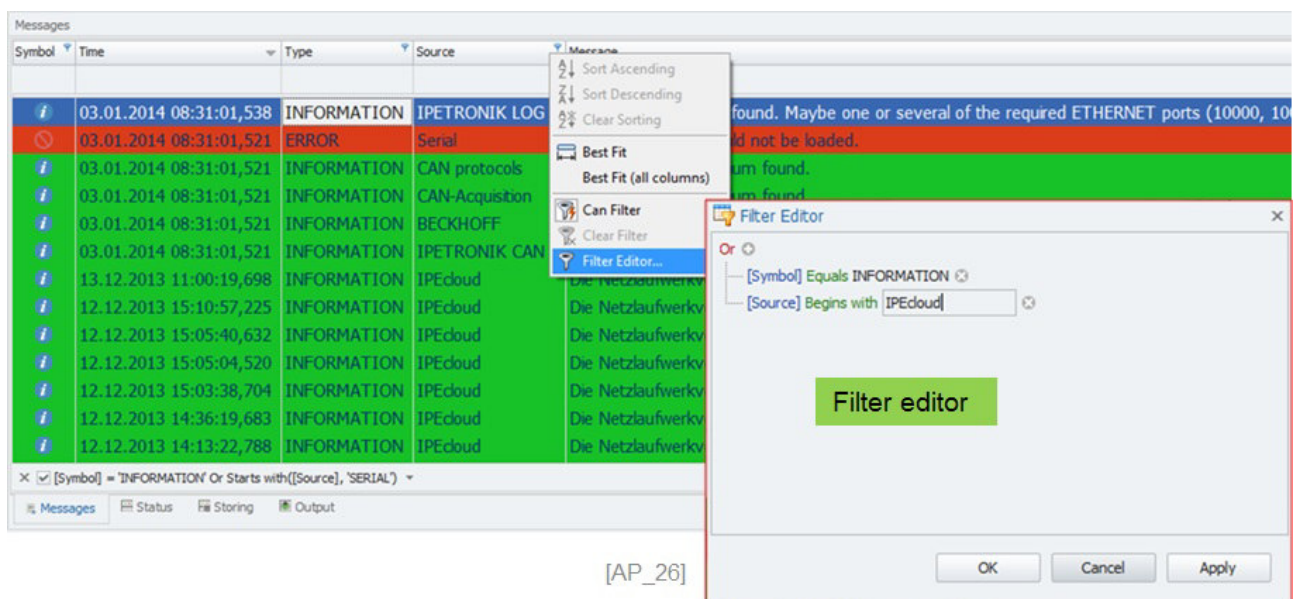 Messages
Symbol Time Type Source Message
03.01.2014 08:31:01,538 INFORMATION IPETRONIK LOG found. Maybe one or several of the required ETHERNET ports (10000, 10
03.01.2014 08:31:01,521 ERROR Serial ld not be loaded.
03.01.2014 08:31:01,521 INFORMATION CAN protocols um found.
03.01.2014 08:31:01,521 INFORMATION CAN-Acquisition um found.
03.01.2014 08:31:01,521 INFORMATION BECKHOFF
03.01.2014 08:31:01,521 INFORMATION IPETRONIK CAN
13.12.2013 11:00:19,698 INFORMATION IPEcloud Die Netzlaufwerkv
12.12.2013 15:10:57,225 INFORMATION IPEcloud Die Netzlaufwerkv
12.12.2013 15:05:40,632 INFORMATION IPEcloud Die Netzlaufwerkv
12.12.2013 15:05:04,520 INFORMATION IPEcloud Die Netzlaufwerkv
12.12.2013 15:03:38,704 INFORMATION IPEcloud Die Netzlaufwerkv
12.12.2013 14:36:19,683 INFORMATION IPEcloud Die Netzlaufwerkv
12.12.2013 14:13:22,788 INFORMATION IPEcloud Die Netzlaufwerkv
[Symbol] = 'INFORMATION' Or Starts with([Source], 'SERIAL')
Messages Status Storing Output
Sort Ascending
Sort Descending
Clear Sorting
Best Fit
Best Fit (all columns)
Can Filter
Clear Filter
Filter Editor...
Filter Editor
Or
[Symbol] Equals INFORMATION
[Source] Begins with IPEcloud
Filter editor
OK Cancel Apply
[AP_26]